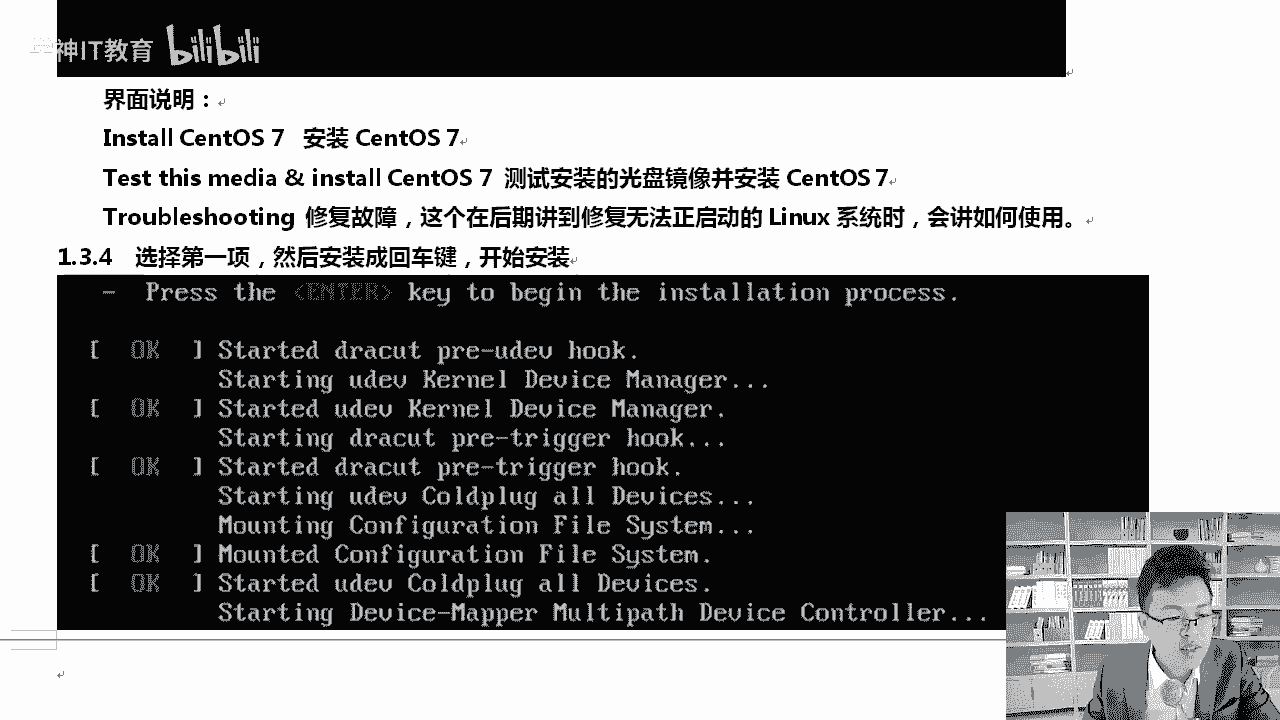 神IT教育 bilibili
界面说明：
Install CentOS 7 安装 CentOS 7
Test this media & install CentOS 7 测试安装的光盘镜像并安装 CentOS 7
Troubleshooting 修复故障，这个在后期讲到修复无法正启动的 Linux 系统时，会讲如何使用。
1.3.4 选择第一项，然后安装成回车键，开始安装
- Press the <ENTER> key to begin the installation process.
[ OK ] Started dracut pre-udev hook.
Starting udev Kernel Device Manager...
[ OK ] Started udev Kernel Device Manager.
Starting dracut pre-trigger hook...
[ OK ] Started dracut pre-trigger hook.
Starting udev Coldplug all Devices...
Mounting Configuration File System...
[ OK ] Mounted Configuration File System.
[ OK ] Started udev Coldplug all Devices.
Starting Device-Mapper Multipath Device Controller...